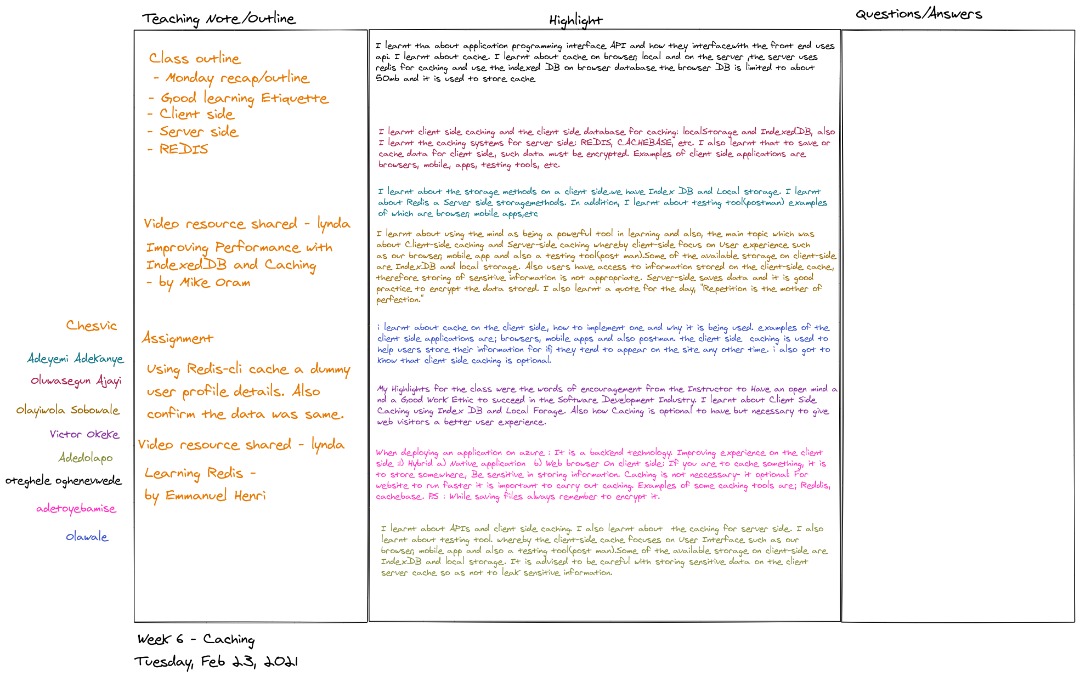 Teaching Note/Outline
Highlight
Questions/Answers
Class outline
- Monday recap/outline
- Good learning Etiquette
- Client side
- Server side
- REDIS
Video resource shared - lynda
Improving Performance with
IndexedDB and Caching
- by Mike Oram
Assignment
Using Redis-cli cache a dummy
user profile details. Also
confirm the data was same.
Video resource shared - lynda
Learning Redis -
by Emmanuel Henri
I learnt tha about application programming interface API and how they interfacewith the front end uses
api. I learnt about cache. I learnt about cache on browser, local and on the server ,the server uses
redis for caching and use the indexed DB on browser database the browser DB is limited to about
50mb and it is used to store cache
I learnt client side caching and the client side database for caching: localStorage and IndexedDB, also
I learnt the caching systems for server side: REDIS, CACHEBASE, etc. I also learnt that to save or
cache data for client side, such data must be encrypted. Examples of client side applications are
browsers, mobile, apps, testing tools, etc.
I learnt about the storage methods on a client side.we have Index DB and Local storage. I learnt
about Redis a Server side storagemethods. In addition, I learnt about testing tool(postman) examples
of which are browser, mobile apps,etc
I learnt about using the mind as being a powerful tool in learning and also, the main topic which was
about Client-side caching and Server-side caching whereby client-side focus on User experience such
as our browser, mobile app and also a testing tool(post man).Some of the available storage on client-side
are IndexDB and local storage. Also users have access to information stored on the client-side cache,
therefore storing of sensitive information is not appropriate. Server-side saves data and it is good
practice to encrypt the data stored. I also learnt a quote for the day, "Repetition is the mother of
perfection."
i learnt about cache on the client side, how to implement one and why it is being used. examples of the
client side applications are; browsers, mobile apps and also postman. the client side caching is used to
help users store their information for if they tend to appear on the site any other time. i also got to
know that client side caching is optional.
My Highlights for the class were the words of encouragement from the Instructor to Have an open mind a
nd a Good Work Ethic to succeed in the Software Development Industry. I learnt about Client Side
Caching using Index DB and Local Forage. Also how Caching is optional to have but necessary to give
web visitors a better user experience.
When deploying an application on azure : It is a backend technology. Improving experience on the client
side. ii) Hybrid a) Native application b) Web browser On client side: If you are to cache something, it is
to store somewhere, Be sensitive in storing information. Caching is not neccessary- it optional. For
website to run faster it is important to carry out caching. Examples of some caching tools are; Reddis,
cachebase. P.S : While saving files always remember to encrypt it.
I learnt about APIs and client side caching. I also learnt about the caching for server side. I also
learnt about testing tool. whereby the client-side cache focuses on User Interface such as our
browser, mobile app and also a testing tool(post man).Some of the available storage on client-side are
IndexDB and local storage. It is advised to be careful with storing sensitive data on the client
server cache so as not to leak sensitive information.
Chesvic
Adeyemi Adekanye
Oluwasegun Ajayi
Olayiwola Sobowale
Victor Okeke
Adedolapo
oteghele oghenevwede
adetoyebamise
Olawale
Week 6 - Caching
Tuesday, Feb 23, 2021